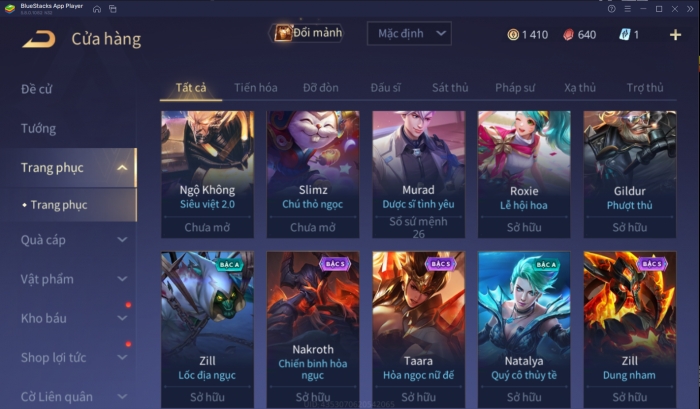 BlueStacks App Player
Cửa hàng
Đổi mảnh
Mặc định
1 410
640
1
Đề cử
Tướng
Trang phục
Trang phục
Quà cáp
Vật phẩm
Kho báu
Shop lợi tức
Cờ Liên quân
Tất cả
Tiến hóa
Đỡ đòn
Đấu sĩ
Sát thủ
Pháp sư
Xạ thủ
Trợ thủ
Ngộ Không
Siêu việt 2.0
Chưa mở
Slimz
Chú thỏ ngọc
Chưa mở
Murad
Dược sĩ tình yêu
Số sứ mệnh
26
Roxie
Lễ hội hoa
Sở hữu
Gildur
Phượt thủ
Sở hữu
BẬC A
Zill
Lốc địa ngục
Sở hữu
BẬC S
Nakroth
Chiến binh hỏa
ngục
Sở hữu
BẬC S
Taara
Hỏa ngọc nữ đế
Sở hữu
BẬC A
Natalya
Quý cô thủy tề
Sở hữu
BẬC S
Zill
Dung nham
Sở hữu